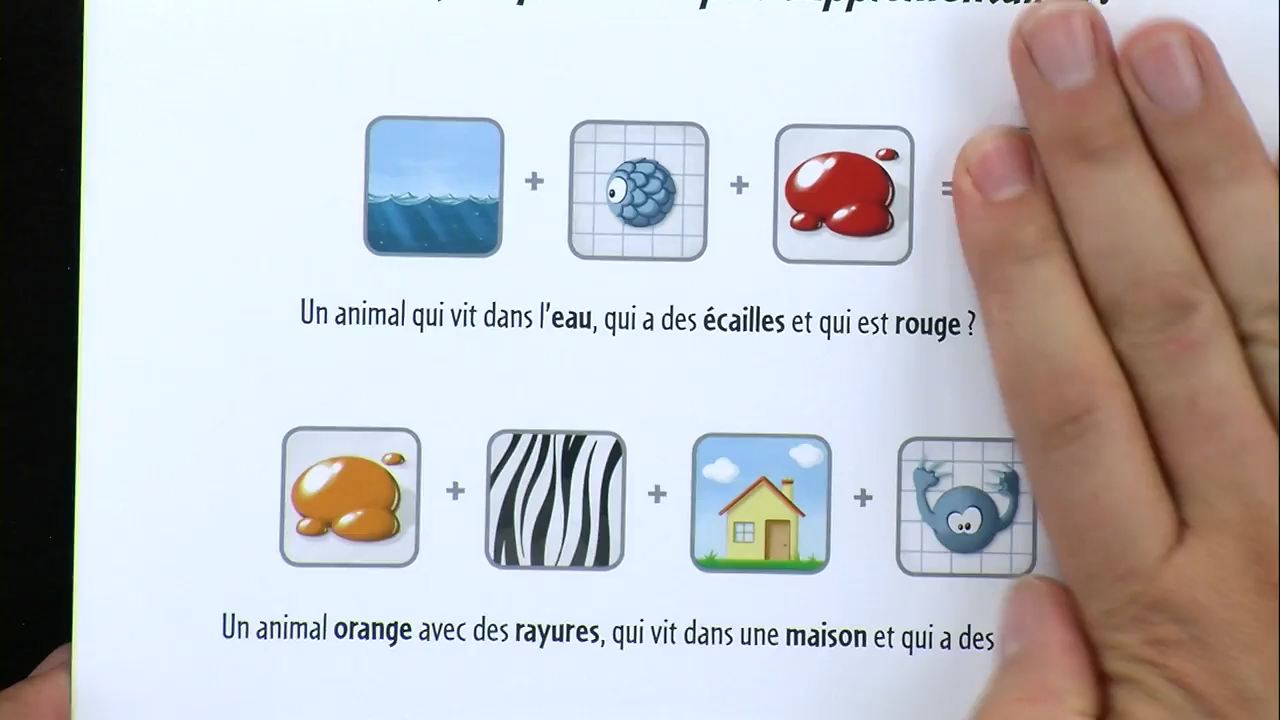 + + =
Un animal qui vit dans l'eau, qui a des écailles et qui est rouge ?
+ + +
Un animal orange avec des rayures, qui vit dans une maison et qui a des